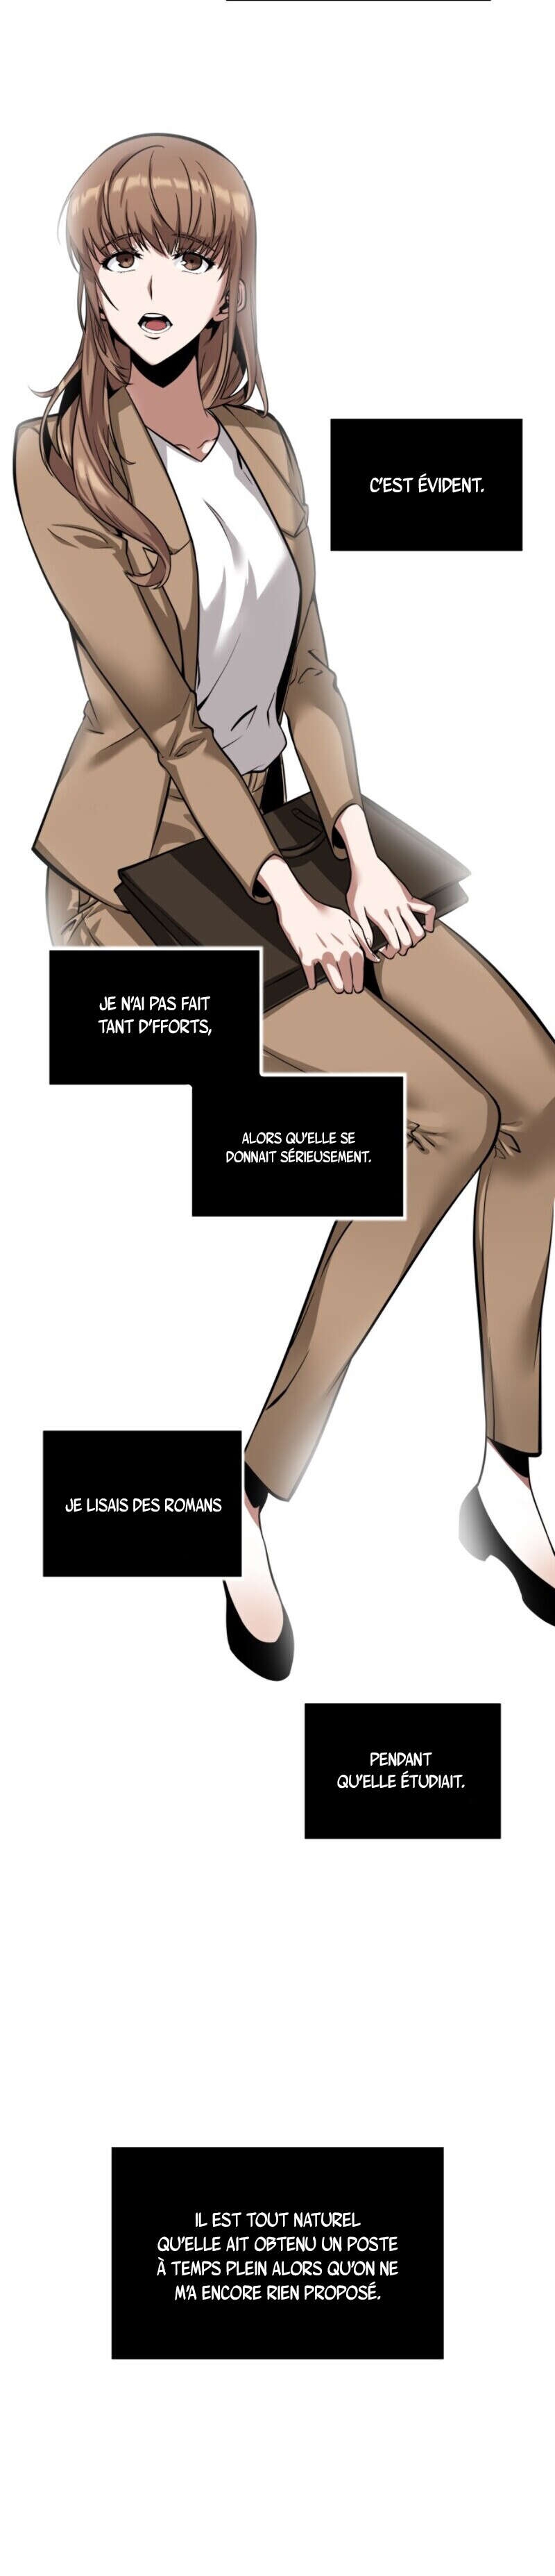 C'EST ÉVIDENT.
JE N'AI PAS FAIT
TANT D'FFORTS,
ALORS QU'ELLE SE
DONNAIT SÉRIEUSEMENT.
JE LISAIS DES ROMANS
PENDANT
QU'ELLE ÉTUDIAIT.
IL EST TOUT NATUREL
QU'ELLE AIT OBTENU UN POSTE
À TEMPS PLEIN ALORS QU'ON NE
M'A ENCORE RIEN PROPOSÉ.